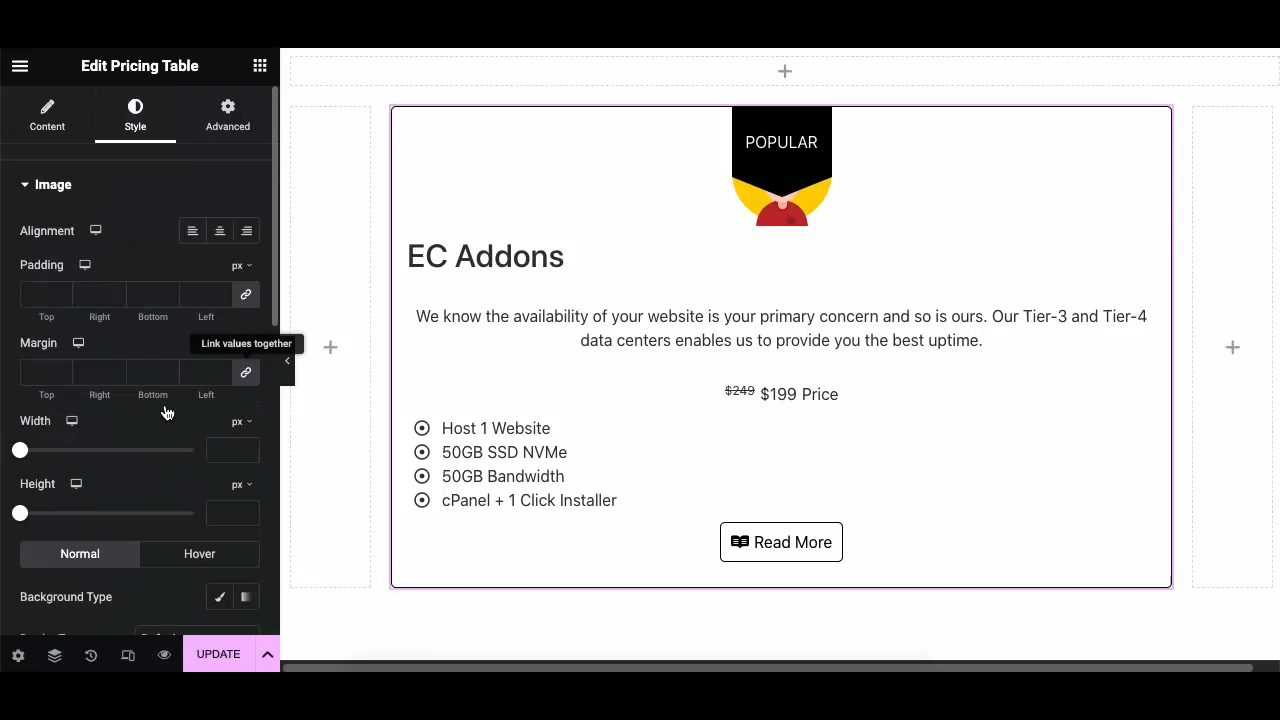 Edit Pricing Table
Content
Style
Advanced
Image
Alignment
Padding
px
Top Right Bottom Left
Link values together
Margin
Top Right Bottom Left
Width
px
Height
px
Normal Hover
Background Type
UPDATE
POPULAR
EC Addons
We know the availability of your website is your primary concern and so is ours. Our Tier-3 and Tier-4
data centers enables us to provide you the best uptime.
$249 $199 Price
Host 1 Website
50GB SSD NVMe
50GB Bandwidth
cPanel + 1 Click Installer
Read More